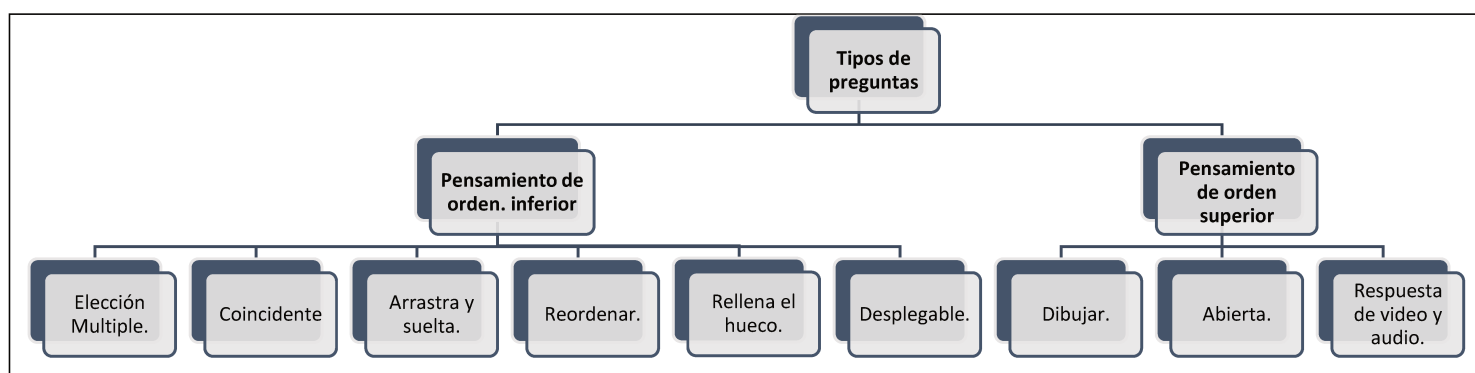 Tipos de
preguntas
Pensamiento de
orden. inferior
Pensamiento
de orden
superior
Elección
Multiple.
Coincidente
Arrastra y
suelta.
Reordenar.
Rellena el
hueco.
Desplegable.
Dibujar.
Abierta.
Respuesta
de video y
audio.